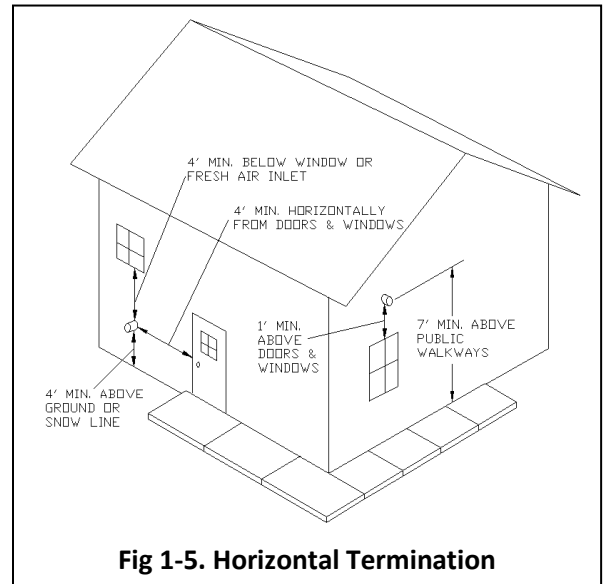 4' MIN. BELOW WINDOW OR
FRESH AIR INLET
4' MIN. HORIZONTALLY
FROM DOORS & WINDOWS
1' MIN.
ABOVE
DOORS &
WINDOWS
7' MIN. ABOVE
PUBLIC
WALKWAYS
4' MIN. ABOVE
GROUND OR
SNOW LINE
Fig 1-5. Horizontal Termination